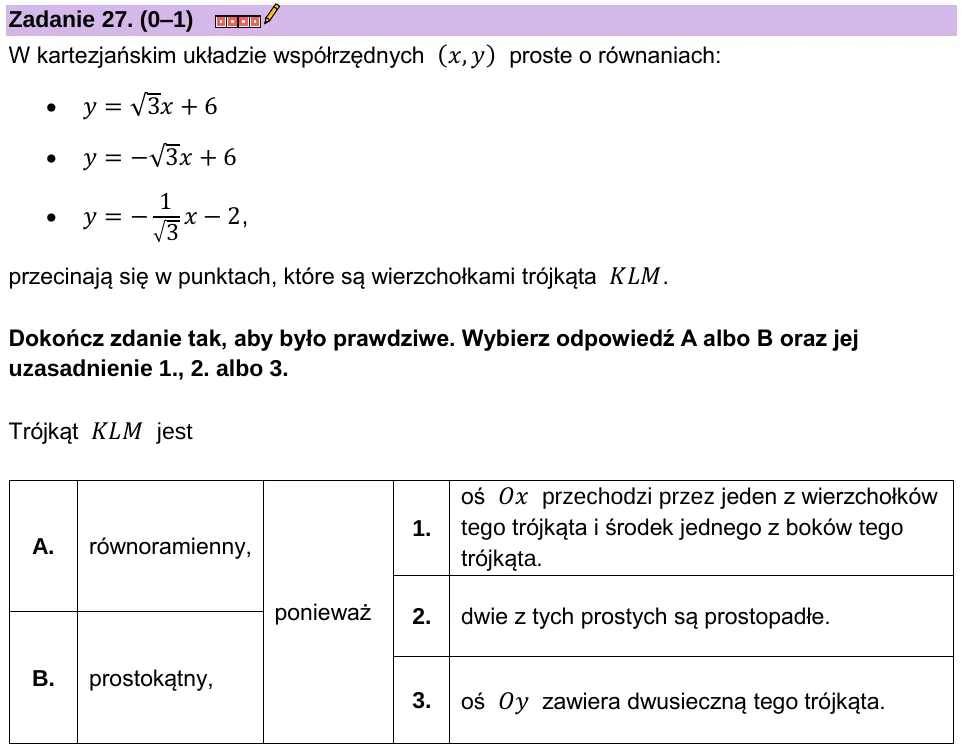 Zadanie 27. (0–1)
W kartezjańskim układzie współrzędnych (x, y) proste o równaniach:
• y = √3x + 6
• y = −√3x + 6
• y = −1/√3 x − 2,
przecinają się w punktach, które są wierzchołkami trójkąta KLM.
Dokończ zdanie tak, aby było prawdziwe. Wybierz odpowiedź A albo B oraz jej
uzasadnienie 1., 2. albo 3.
Trójkąt KLM jest
A. równoramienny,
B. prostokątny,
ponieważ
1. oś Ox przechodzi przez jeden z wierzchołków
tego trójkąta i środek jednego z boków tego
trójkąta.
2. dwie z tych prostych są prostopadłe.
3. oś Oy zawiera dwusieczną tego trójkąta.